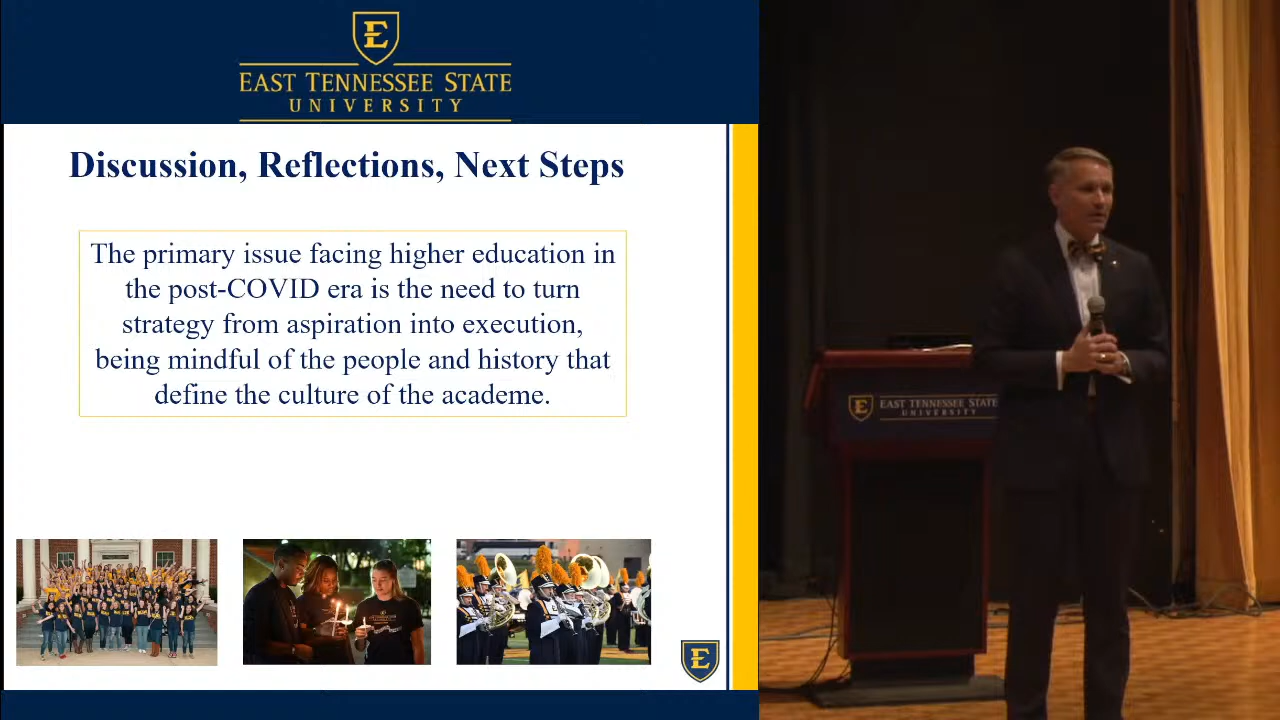 E
EAST TENNESSEE STATE
UNIVERSITY
Discussion, Reflections, Next Steps
The primary issue facing higher education in
the post-COVID era is the need to turn
strategy from aspiration into execution,
being mindful of the people and history that
define the culture of the academe.
E
E
EAST TENNESSEE STATE
UNIVERSITY